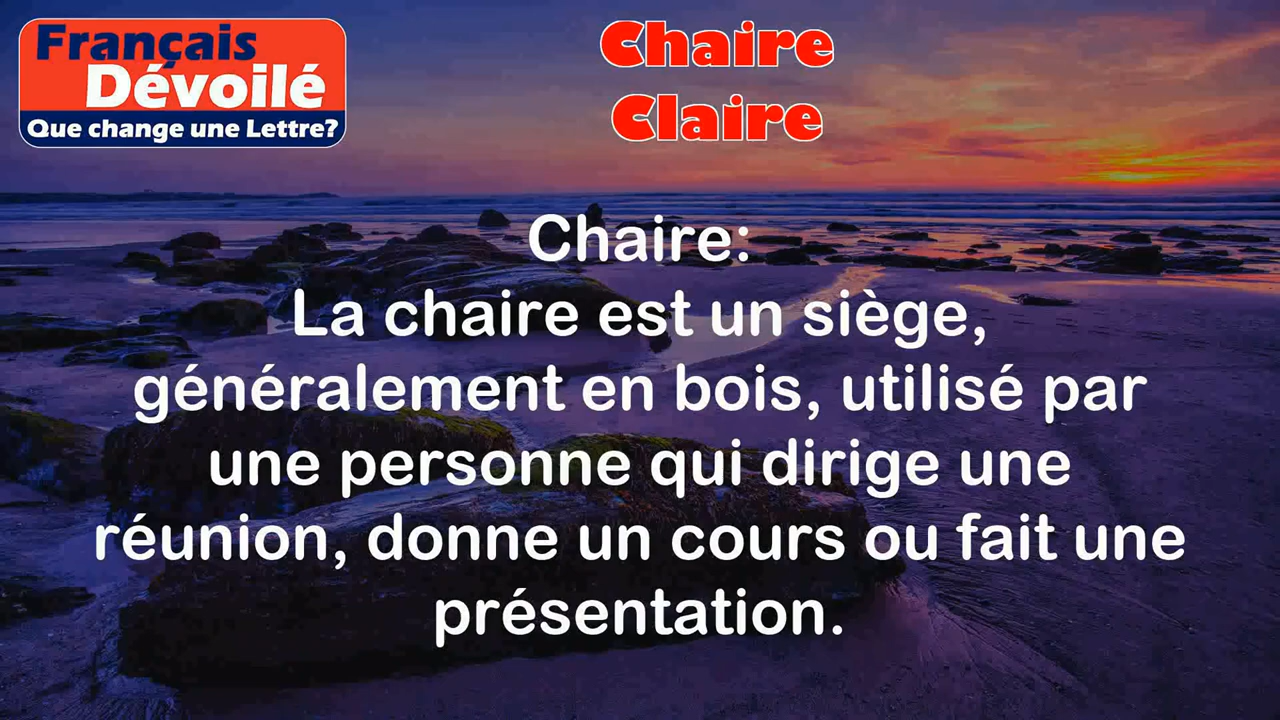 Français
Dévoilé
Que change une Lettre?
Chaire
Claire
Chaire:
La chaire est un siège,
généralement en bois, utilisé par
une personne qui dirige une
réunion, donne un cours ou fait une
présentation.